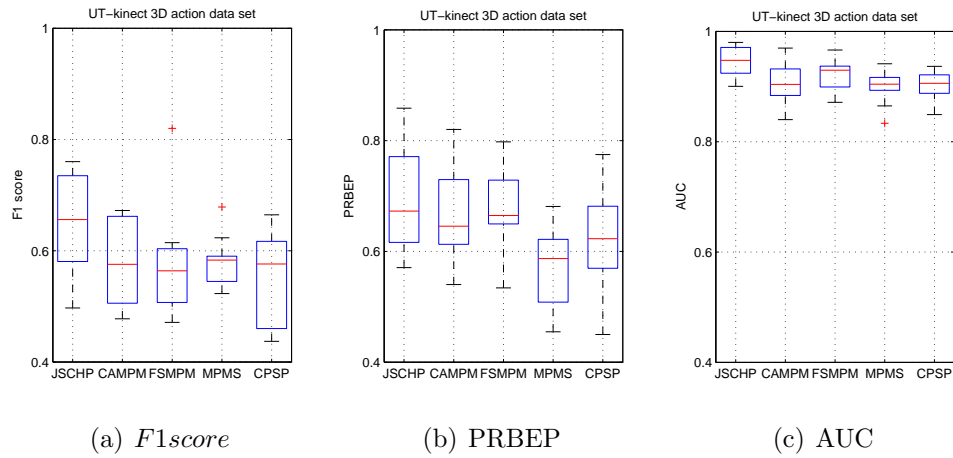 UT-kinect 3D action data set
1
0.8
0.6
0.4
F1 score
JSCHP CAMPM FSMPM MPMS CPSP
(a) F1score
UT-kinect 3D action data set
1
0.8
0.6
0.4
PRBEP
JSCHP CAMPM FSMPM MPMS CPSP
(b) PRBEP
UT-kinect 3D action data set
1
0.8
0.6
0.4
AUC
JSCHP CAMPM FSMPM MPMS CPSP
(c) AUC